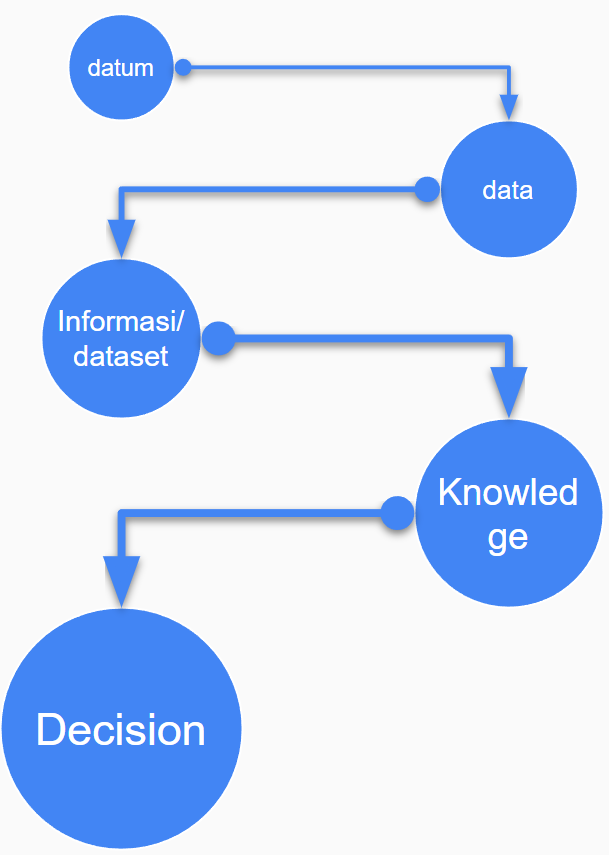 datum
data
Informasi/
dataset
Knowled
ge
Decision